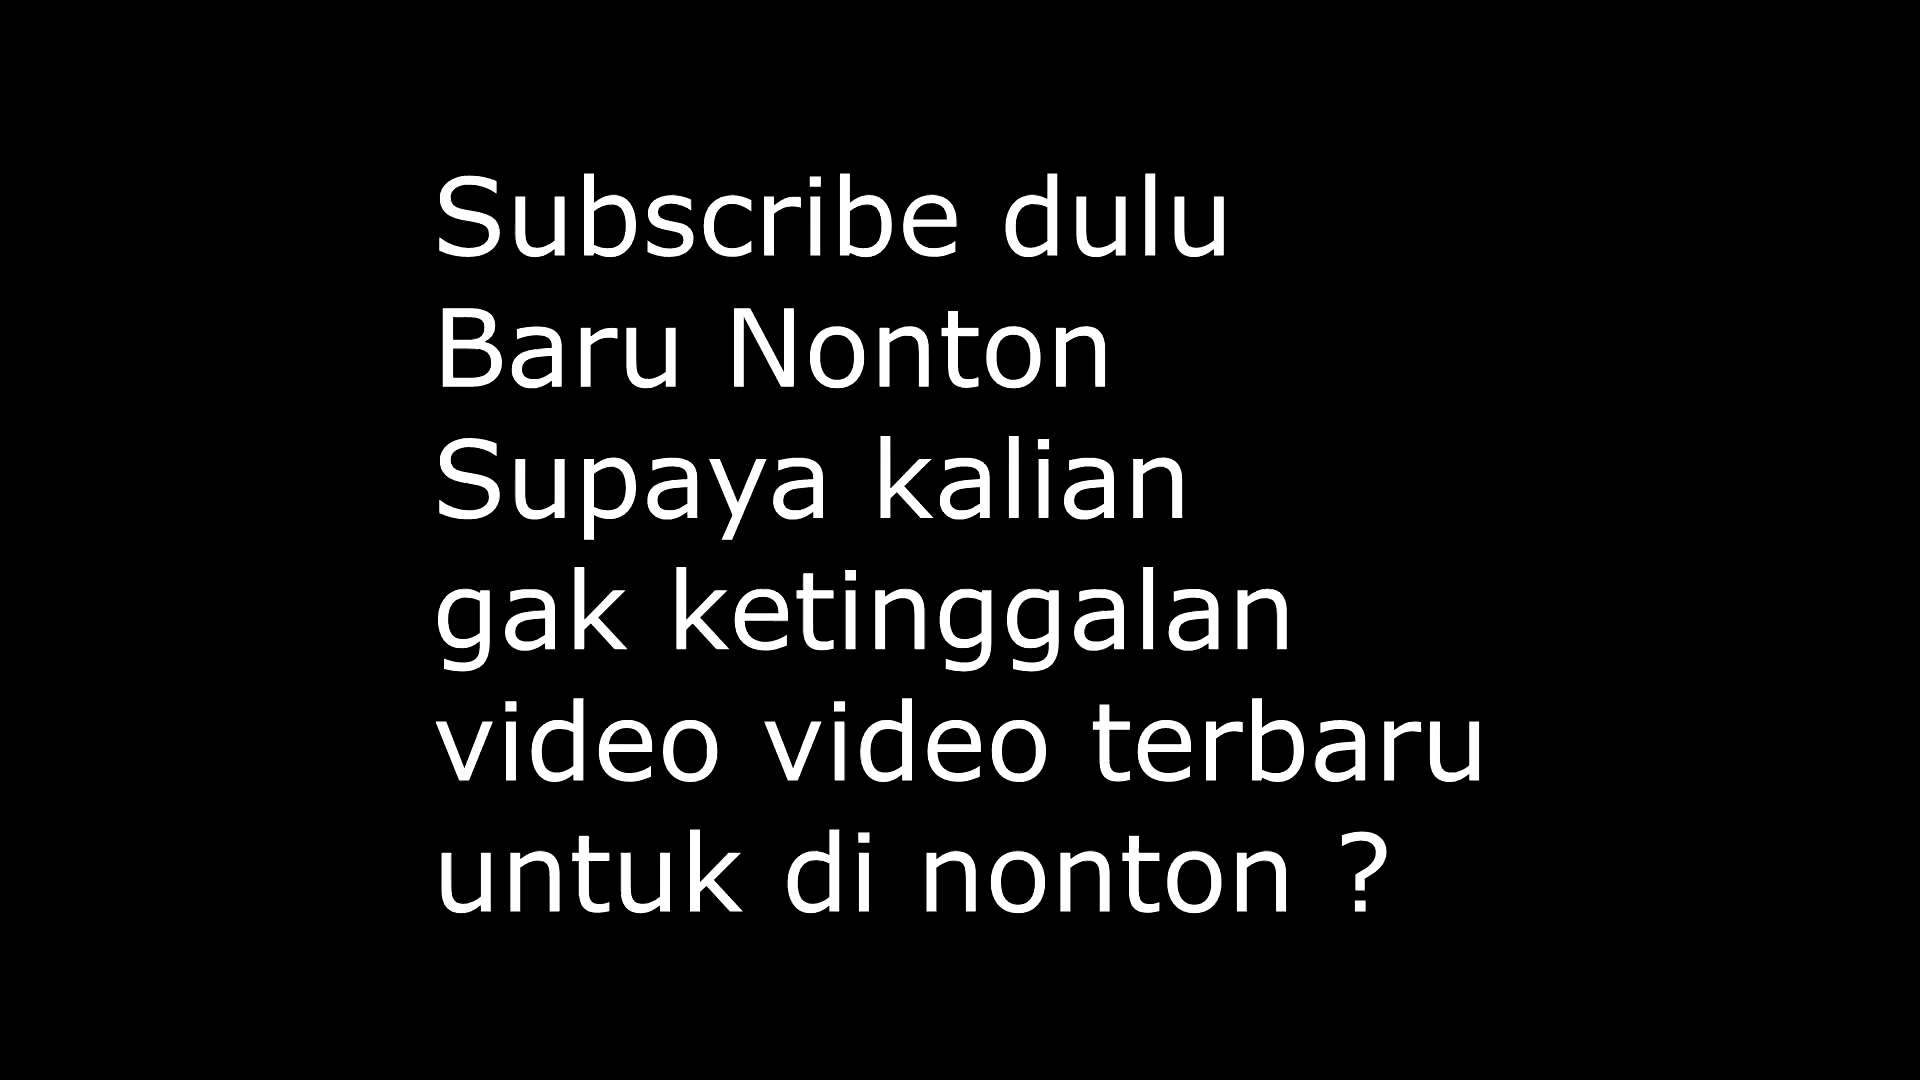 Subscribe dulu
Baru Nonton
Supaya kalian
gak ketinggalan
video video terbaru
untuk di nonton ?